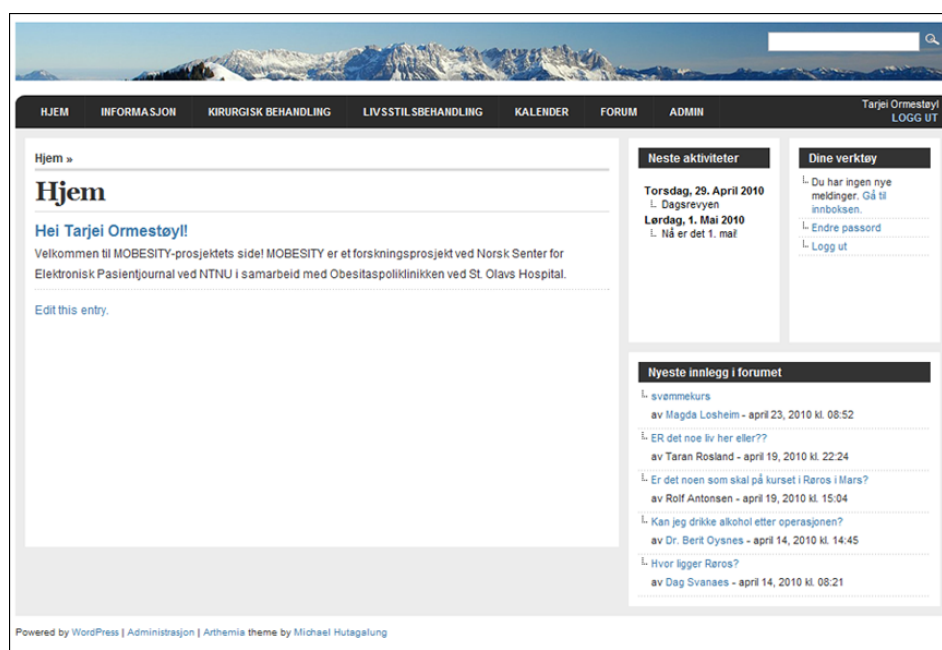 HJEM INFORMASJON KIRURGISK BEHANDLING LIVSSTILSBEHANDLING KALENDER FORUM ADMIN
Tarjei Ormestøyl
LOGG UT
Hjem »
Hjem
Hei Tarjei Ormestøyl!
Velkommen til MOBESITY-prosjektets side! MOBESITY er et forskningsprosjekt ved Norsk Senter for
Elektronisk Pasientjournal ved NTNU i samarbeid med Obesitaspoliklinikken ved St. Olavs Hospital.
Edit this entry.
Neste aktiviteter
Torsdag, 29. April 2010
Dagsrevyen
Lørdag, 1. Mai 2010
Nå er det 1. mai!
Dine verktøy
Du har ingen nye
meldinger. Gå til
innboksen.
Endre passord
Logg ut
Nyeste innlegg i forumet
svømmekurs
av Magda Losheim - april 23, 2010 kl. 08:52
ER det noe liv her eller??
av Taran Rosland - april 19, 2010 kl. 22:24
Er det noen som skal på kurset i Røros i Mars?
av Rolf Antonsen - april 19, 2010 kl. 15:04
Kan jeg drikke alkohol etter operasjonen?
av Dr. Berit Oysnes - april 14, 2010 kl. 14:45
Hvor ligger Røros?
av Dag Svanaes - april 14, 2010 kl. 08:21
Powered by WordPress | Administrasjon | Arthemia theme by Michael Hutagalung